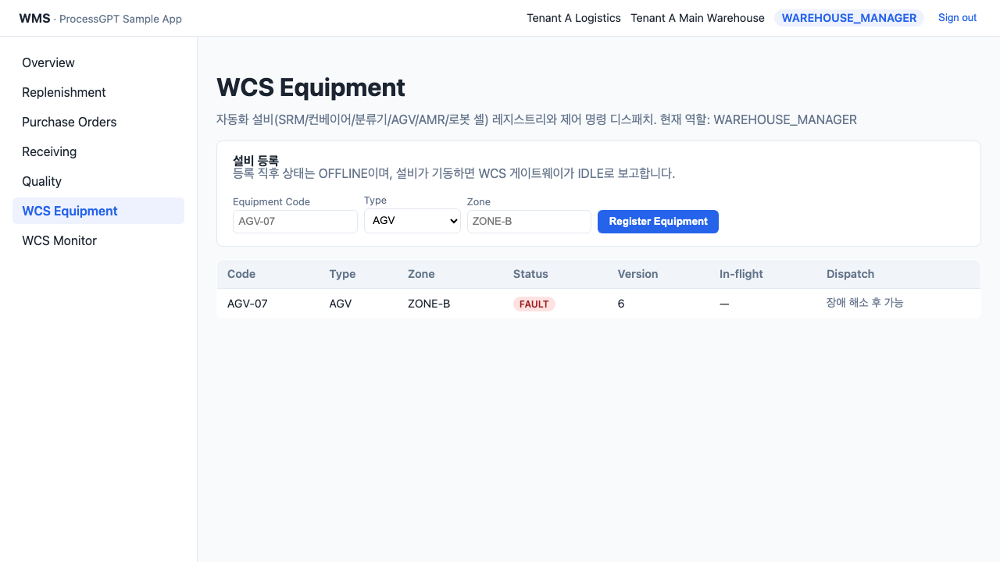 WMS · ProcessGPT Sample App
Tenant A Logistics Tenant A Main Warehouse WAREHOUSE_MANAGER Sign out
Overview
Replenishment
Purchase Orders
Receiving
Quality
WCS Equipment
WCS Monitor
WCS Equipment
자동화 설비(SRM/컨베이어/분류기/AGV/AMR/로봇 셀) 레지스트리와 제어 명령 디스패치. 현재 역할: WAREHOUSE_MANAGER
설비 등록
등록 직후 상태는 OFFLINE이며, 설비가 기동하면 WCS 게이트웨이가 IDLE로 보고합니다.
Equipment Code Type Zone
AGV-07 AGV ZONE-B Register Equipment
Code Type Zone Status Version In-flight Dispatch
AGV-07 AGV ZONE-B FAULT 6 — 장애 해소 후 가능